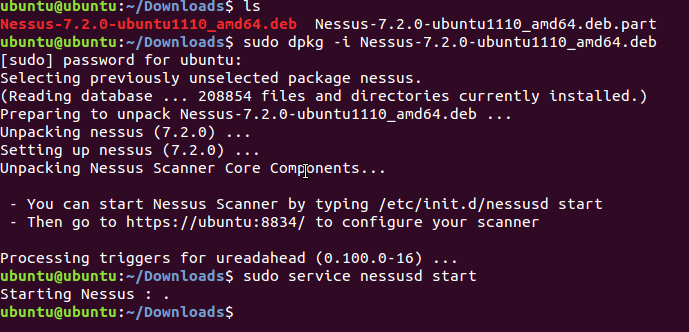 ubuntu@ubuntu:~/Downloads$ ls
Nessus-7.2.0-ubuntu1110_amd64.deb  Nessus-7.2.0-ubuntu1110_amd64.deb.part
ubuntu@ubuntu:~/Downloads$ sudo dpkg -i Nessus-7.2.0-ubuntu1110_amd64.deb
[sudo] password for ubuntu:
Selecting previously unselected package nessus.
(Reading database ... 208854 files and directories currently installed.)
Preparing to unpack Nessus-7.2.0-ubuntu1110_amd64.deb ...
Unpacking nessus (7.2.0) ...
Setting up nessus (7.2.0) ...
Unpacking Nessus Scanner Core Components...
 - You can start Nessus Scanner by typing /etc/init.d/nessusd start
 - Then go to https://ubuntu:8834/ to configure your scanner
Processing triggers for ureadahead (0.100.0-16) ...
ubuntu@ubuntu:~/Downloads$ sudo service nessusd start
Starting Nessus : .
ubuntu@ubuntu:~/Downloads$